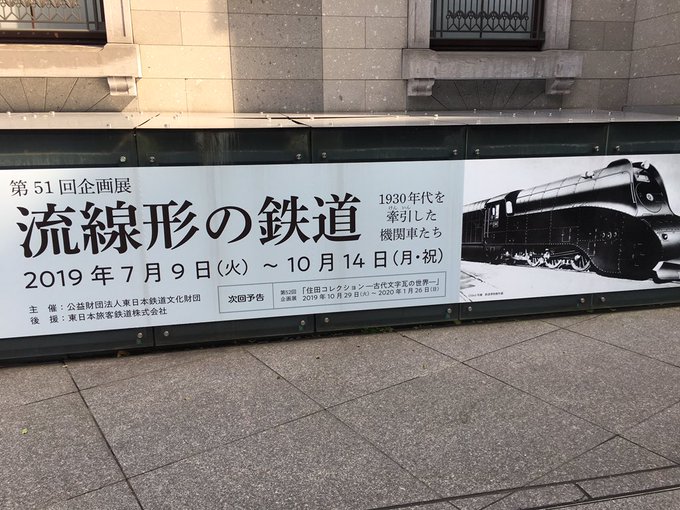 第51回企画展
流線形の鉄道
1930年代を
牽引した
けん いん
機関車たち
2019年7月9日(火) ～ 10月14日(月・祝)
主 催：公益財団法人東日本鉄道文化財団
後 援：東日本旅客鉄道株式会社
次回予告
第52回
企画展
「住田コレクション―古代文字瓦の世界―」
2019年10月29日(火)～2020年1月26日(日)